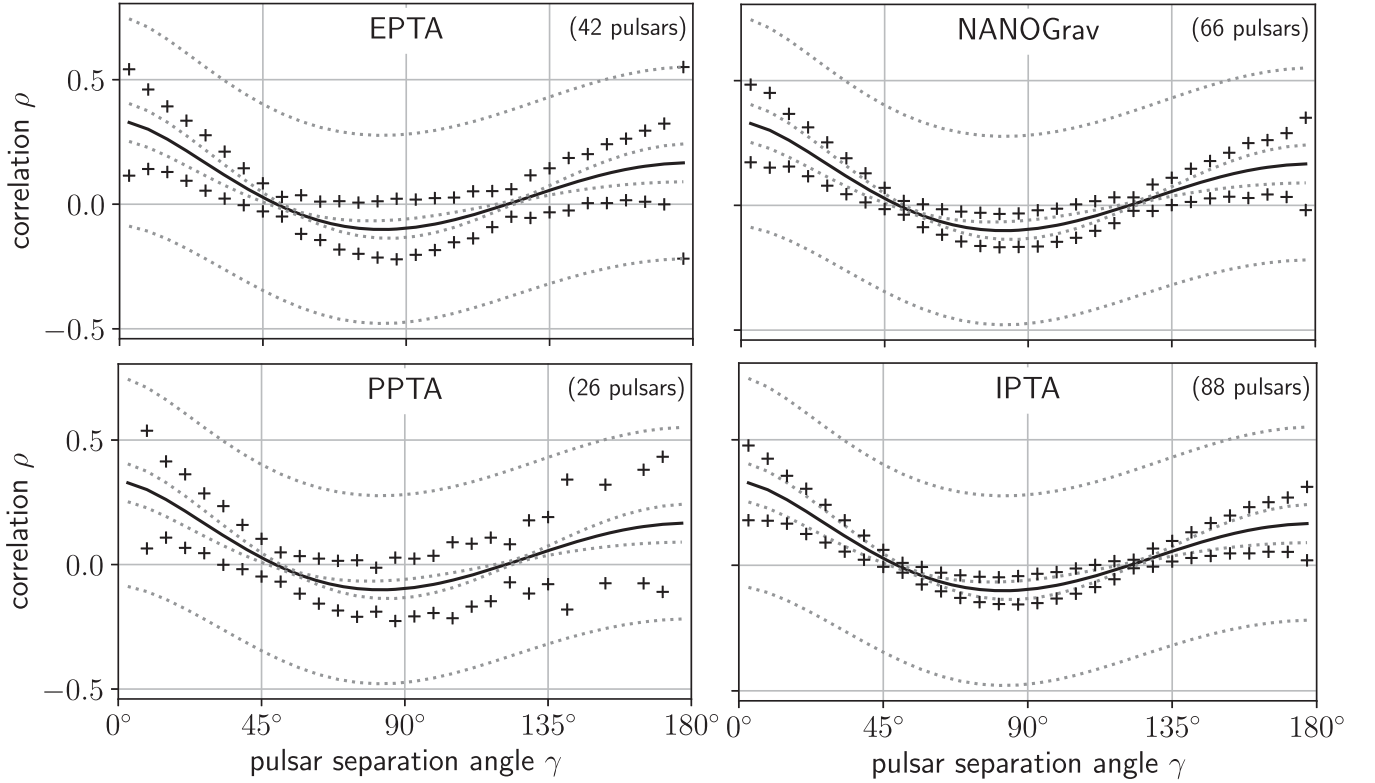 EPTA (42 pulsars)
NANOGrav (66 pulsars)
correlation ρ
0.5
0.0
−0.5
PPTA (26 pulsars)
IPTA (88 pulsars)
correlation ρ
0.5
0.0
−0.5
0° 45° 90° 135° 180°
0° 45° 90° 135° 180°
pulsar separation angle γ
pulsar separation angle γ